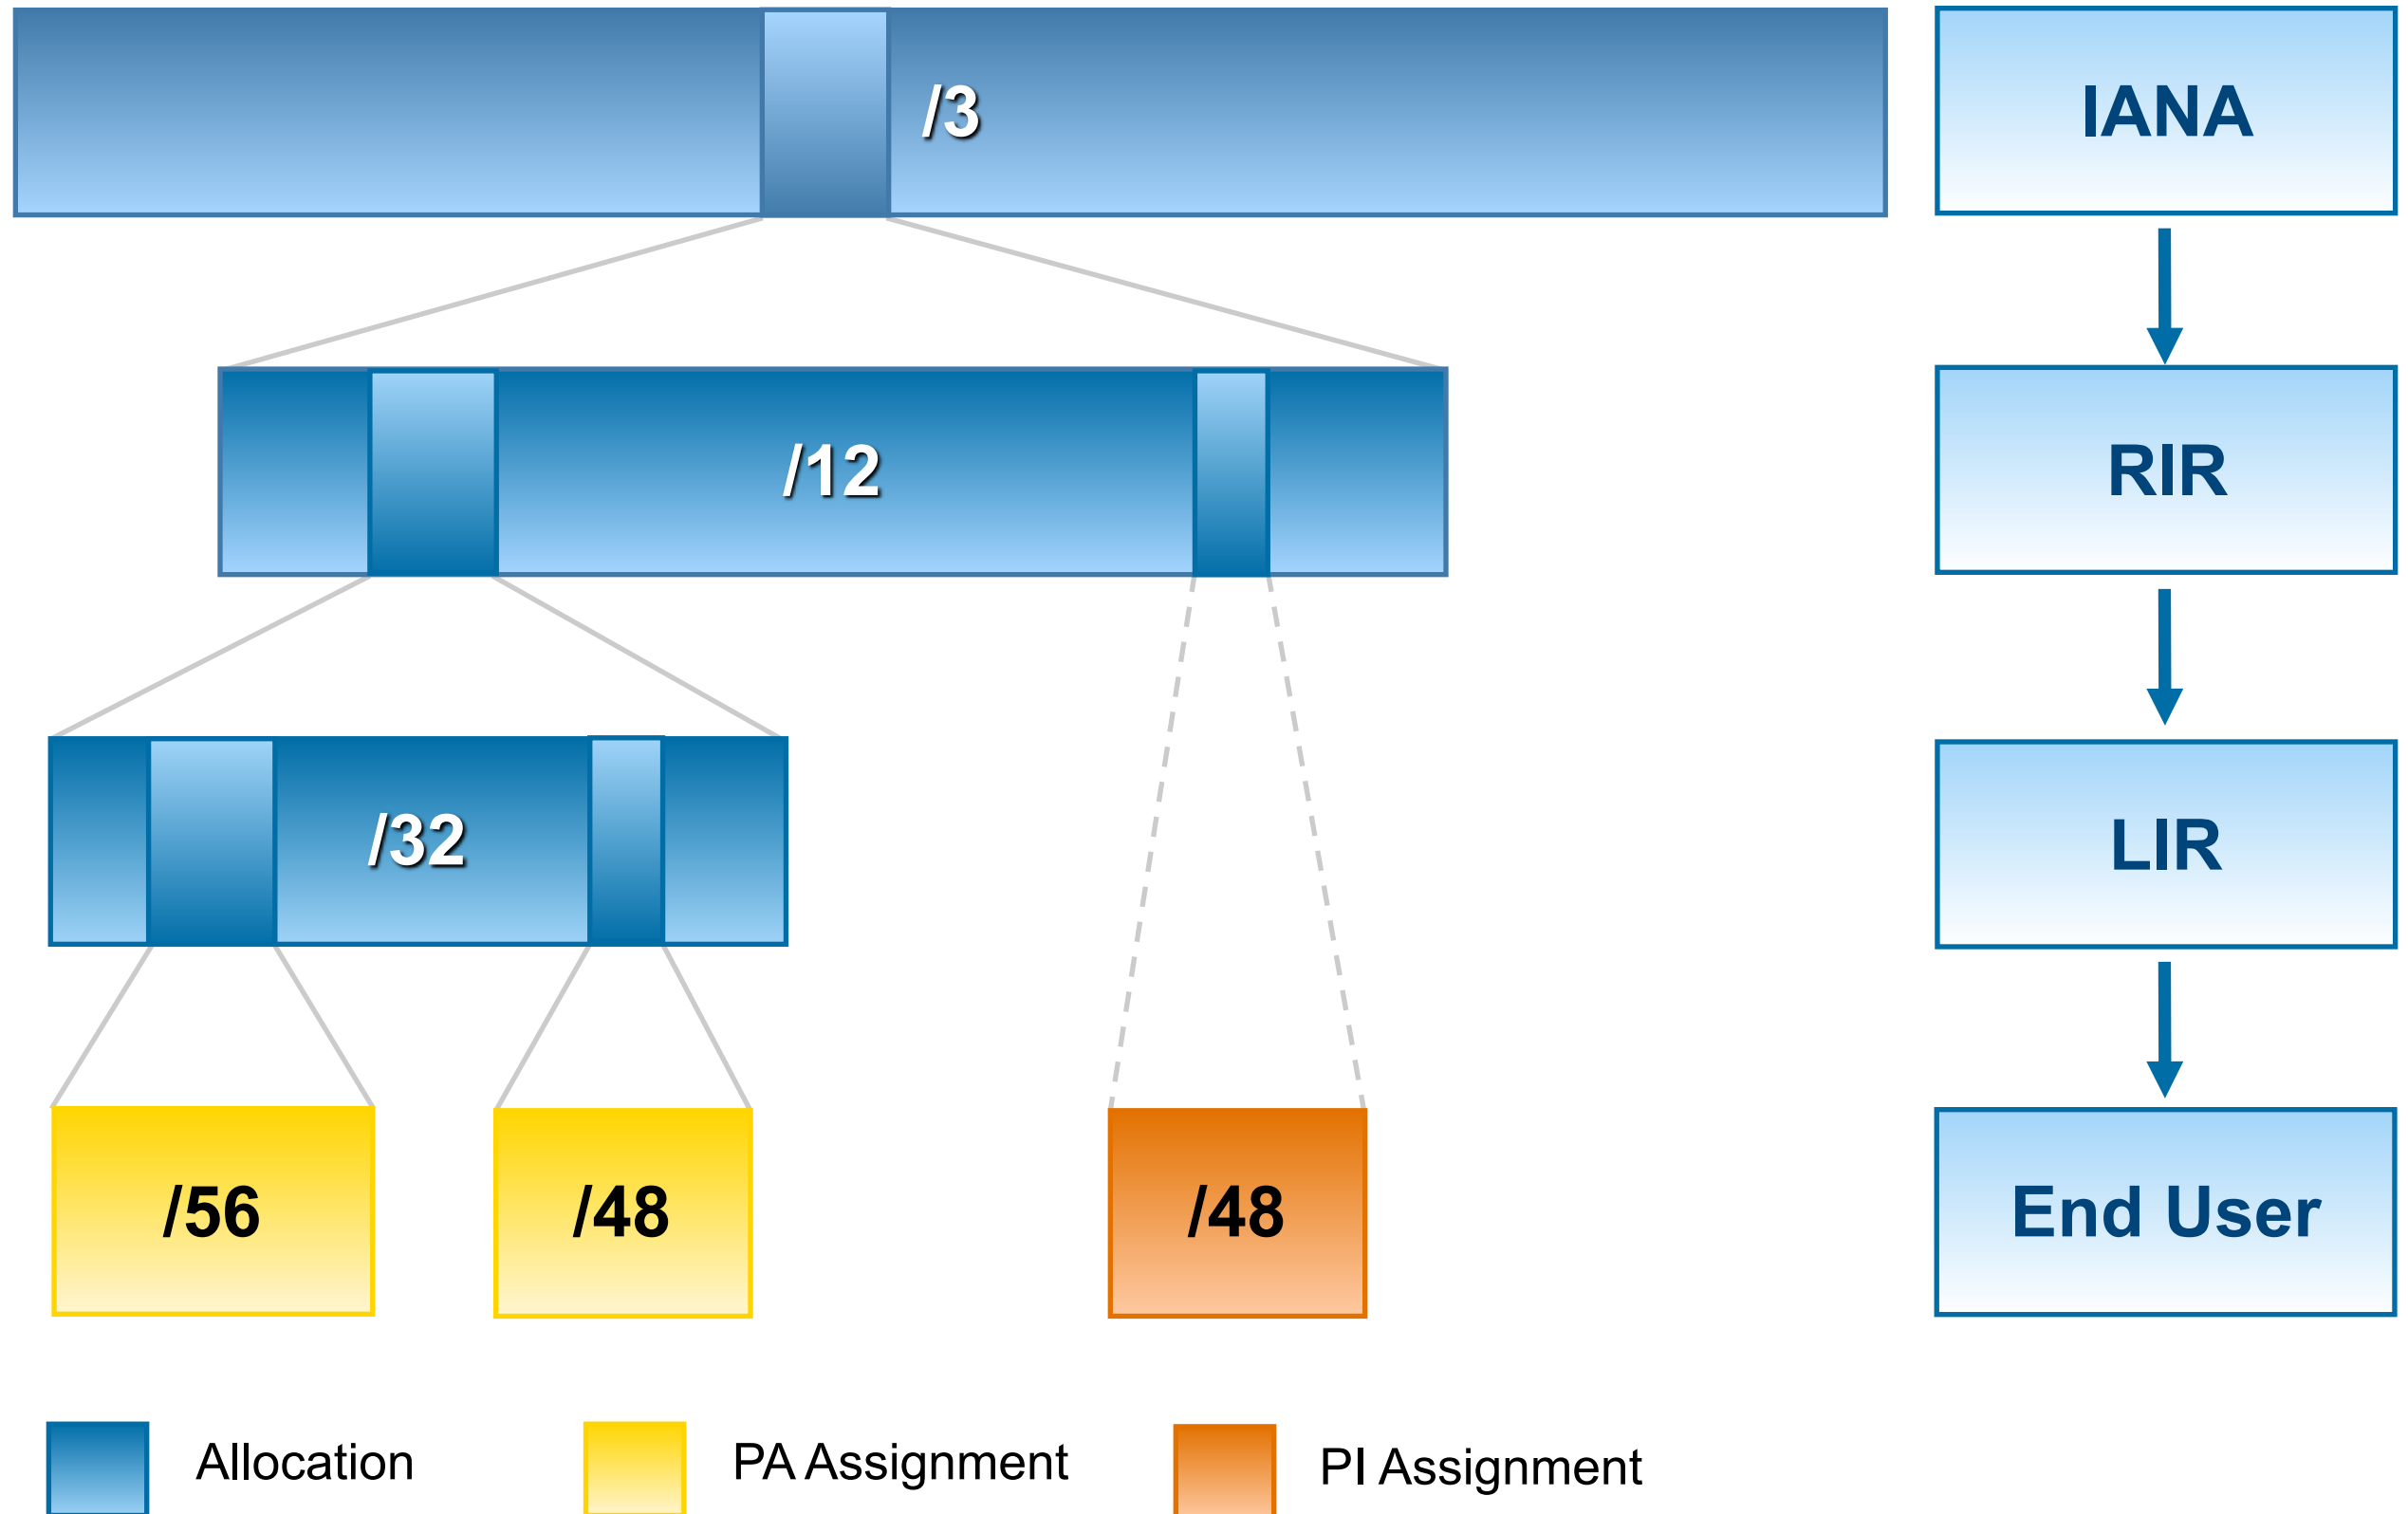 /3
IANA
/12
RIR
/32
LIR
/56
/48
/48
End User
Allocation
PA Assignment
PI Assignment